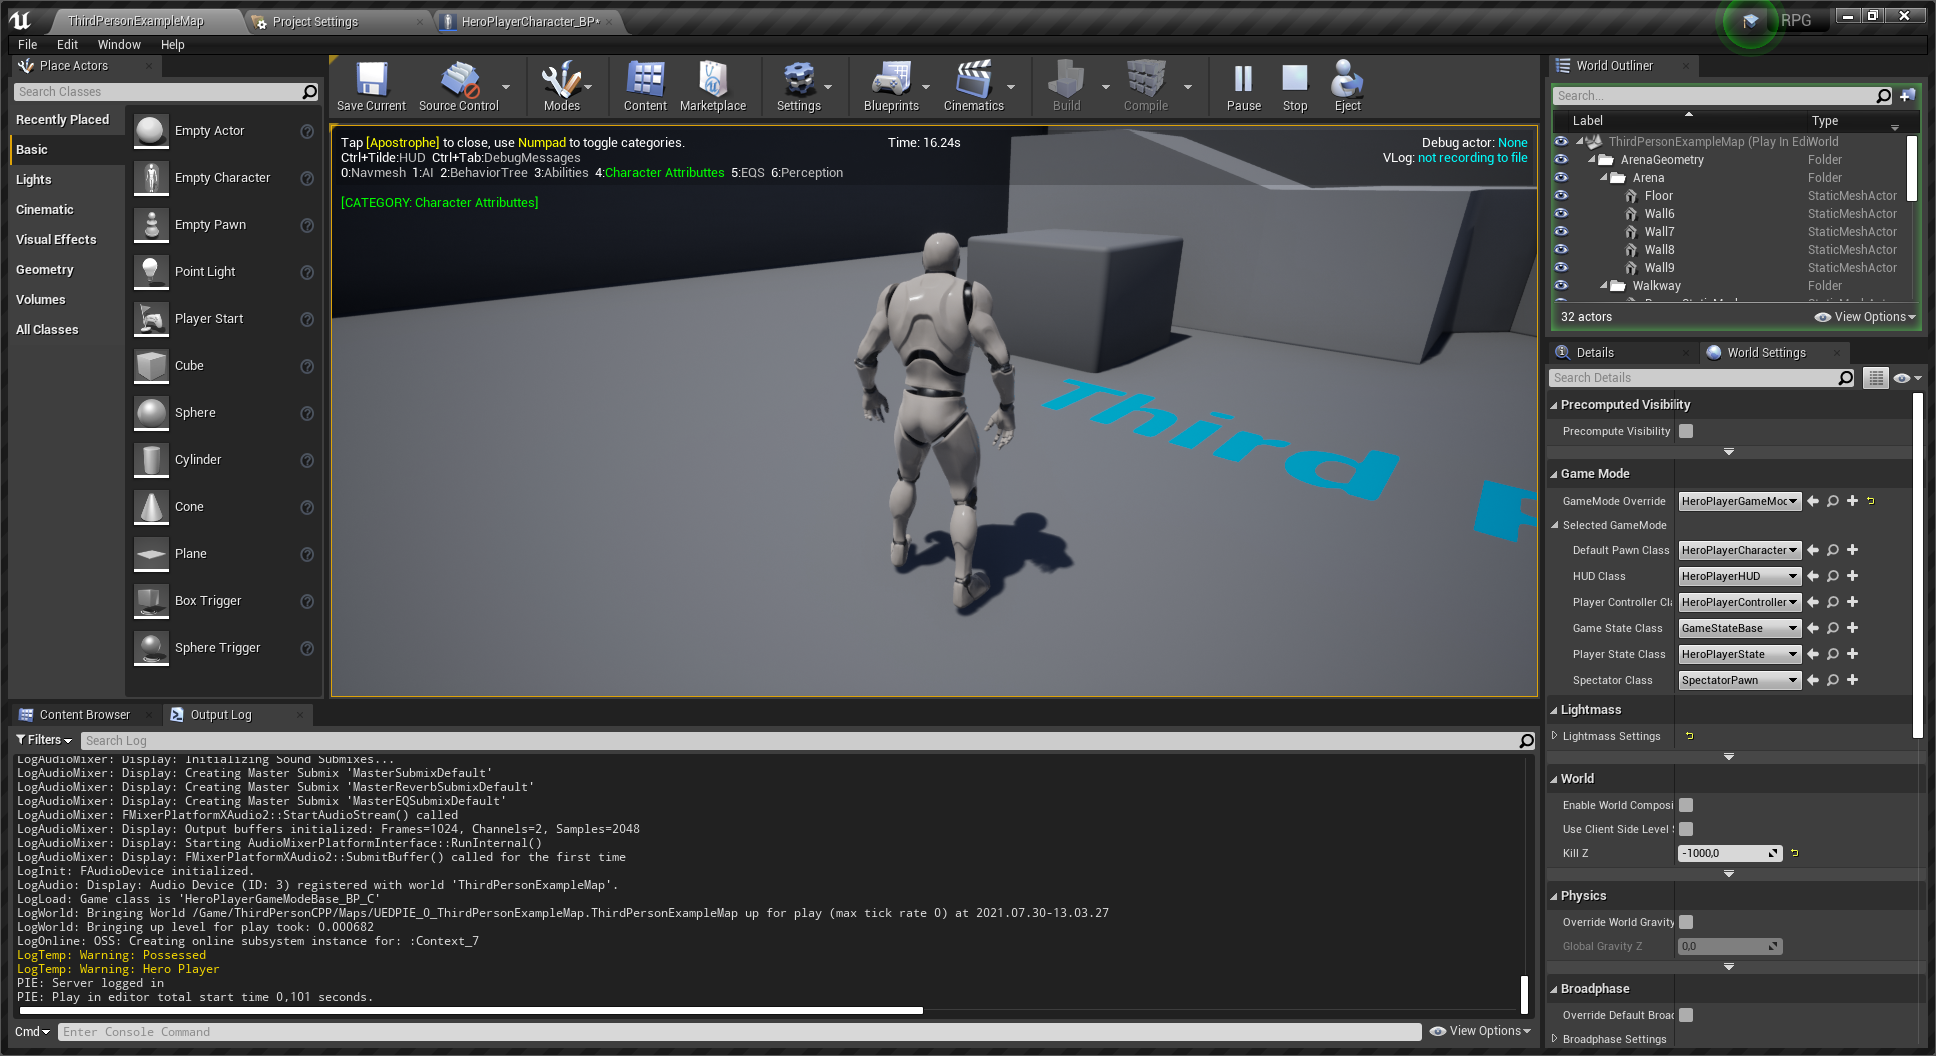 ThirdPersonExampleMap
Project Settings
HeroPlayerCharacter_BP*
RPG
File Edit Window Help
Place Actors
Search Classes
Recently Placed
Basic
Lights
Cinematic
Visual Effects
Geometry
Volumes
All Classes
Empty Actor
Empty Character
Empty Pawn
Point Light
Player Start
Cube
Sphere
Cylinder
Cone
Plane
Box Trigger
Sphere Trigger
Save Current
Source Control
Modes
Content
Marketplace
Settings
Blueprints
Cinematics
Build
Compile
Pause
Stop
Eject
Tap [Apostrophe] to close, use Numpad to toggle categories.
Ctrl+Tilde:HUD Ctrl+Tab:DebugMessages
0:Navmesh 1:AI 2:BehaviorTree 3:Abilities 4:Character Attributtes 5:EQS 6:Perception
[CATEGORY: Character Attributtes]
Time: 16.24s
Debug actor: None
VLog: not recording to file
Third
World Outliner
Search...
Label Type
ThirdPersonExampleMap (Play In Edi World
ArenaGeometry Folder
Arena Folder
Floor StaticMeshActor
Wall6 StaticMeshActor
Wall7 StaticMeshActor
Wall8 StaticMeshActor
Wall9 StaticMeshActor
Walkway Folder
32 actors
View Options
Details
World Settings
Search Details
Precomputed Visibility
Precompute Visibility
Game Mode
GameMode Override HeroPlayerGameMoc
Selected GameMode
Default Pawn Class HeroPlayerCharacter
HUD Class HeroPlayerHUD
Player Controller Cl HeroPlayerController
Game State Class GameStateBase
Player State Class HeroPlayerState
Spectator Class SpectatorPawn
Lightmass
Lightmass Settings
World
Enable World Composi
Use Client Side Level
Kill Z -1000,0
Physics
Override World Gravity
Global Gravity Z 0,0
Broadphase
Override Default Broad
Broadphase Settings
Content Browser
Output Log
Filters
Search Log
LogAudioMixer: Display: Initializing Sound Submixes...
LogAudioMixer: Display: Creating Master Submix 'MasterSubmixDefault'
LogAudioMixer: Display: Creating Master Submix 'MasterReverbSubmixDefault'
LogAudioMixer: Display: Creating Master Submix 'MasterEQSubmixDefault'
LogAudioMixer: FMixerPlatformXAudio2::StartAudioStream() called
LogAudioMixer: Display: Output buffers initialized: Frames=1024, Channels=2, Samples=2048
LogAudioMixer: Display: Starting AudioMixerPlatformInterface::RunInternal()
LogAudioMixer: Display: FMixerPlatformXAudio2::SubmitBuffer() called for the first time
LogInit: FAudioDevice initialized.
LogAudio: Display: Audio Device (ID: 3) registered with world 'ThirdPersonExampleMap'.
LogLoad: Game class is 'HeroPlayerGameModeBase_BP_C'
LogWorld: Bringing World /Game/ThirdPersonCPP/Maps/UEDPIE_0_ThirdPersonExampleMap.ThirdPersonExampleMap up for play (max tick rate 0) at 2021.07.30-13.03.27
LogWorld: Bringing up level for play took: 0.000682
LogOnline: OSS: Creating online subsystem instance for: :Context_7
LogTemp: Warning: Possessed
LogTemp: Warning: Hero Player
PIE: Server logged in
PIE: Play in editor total start time 0,101 seconds.
Cmd
Enter Console Command
View Options